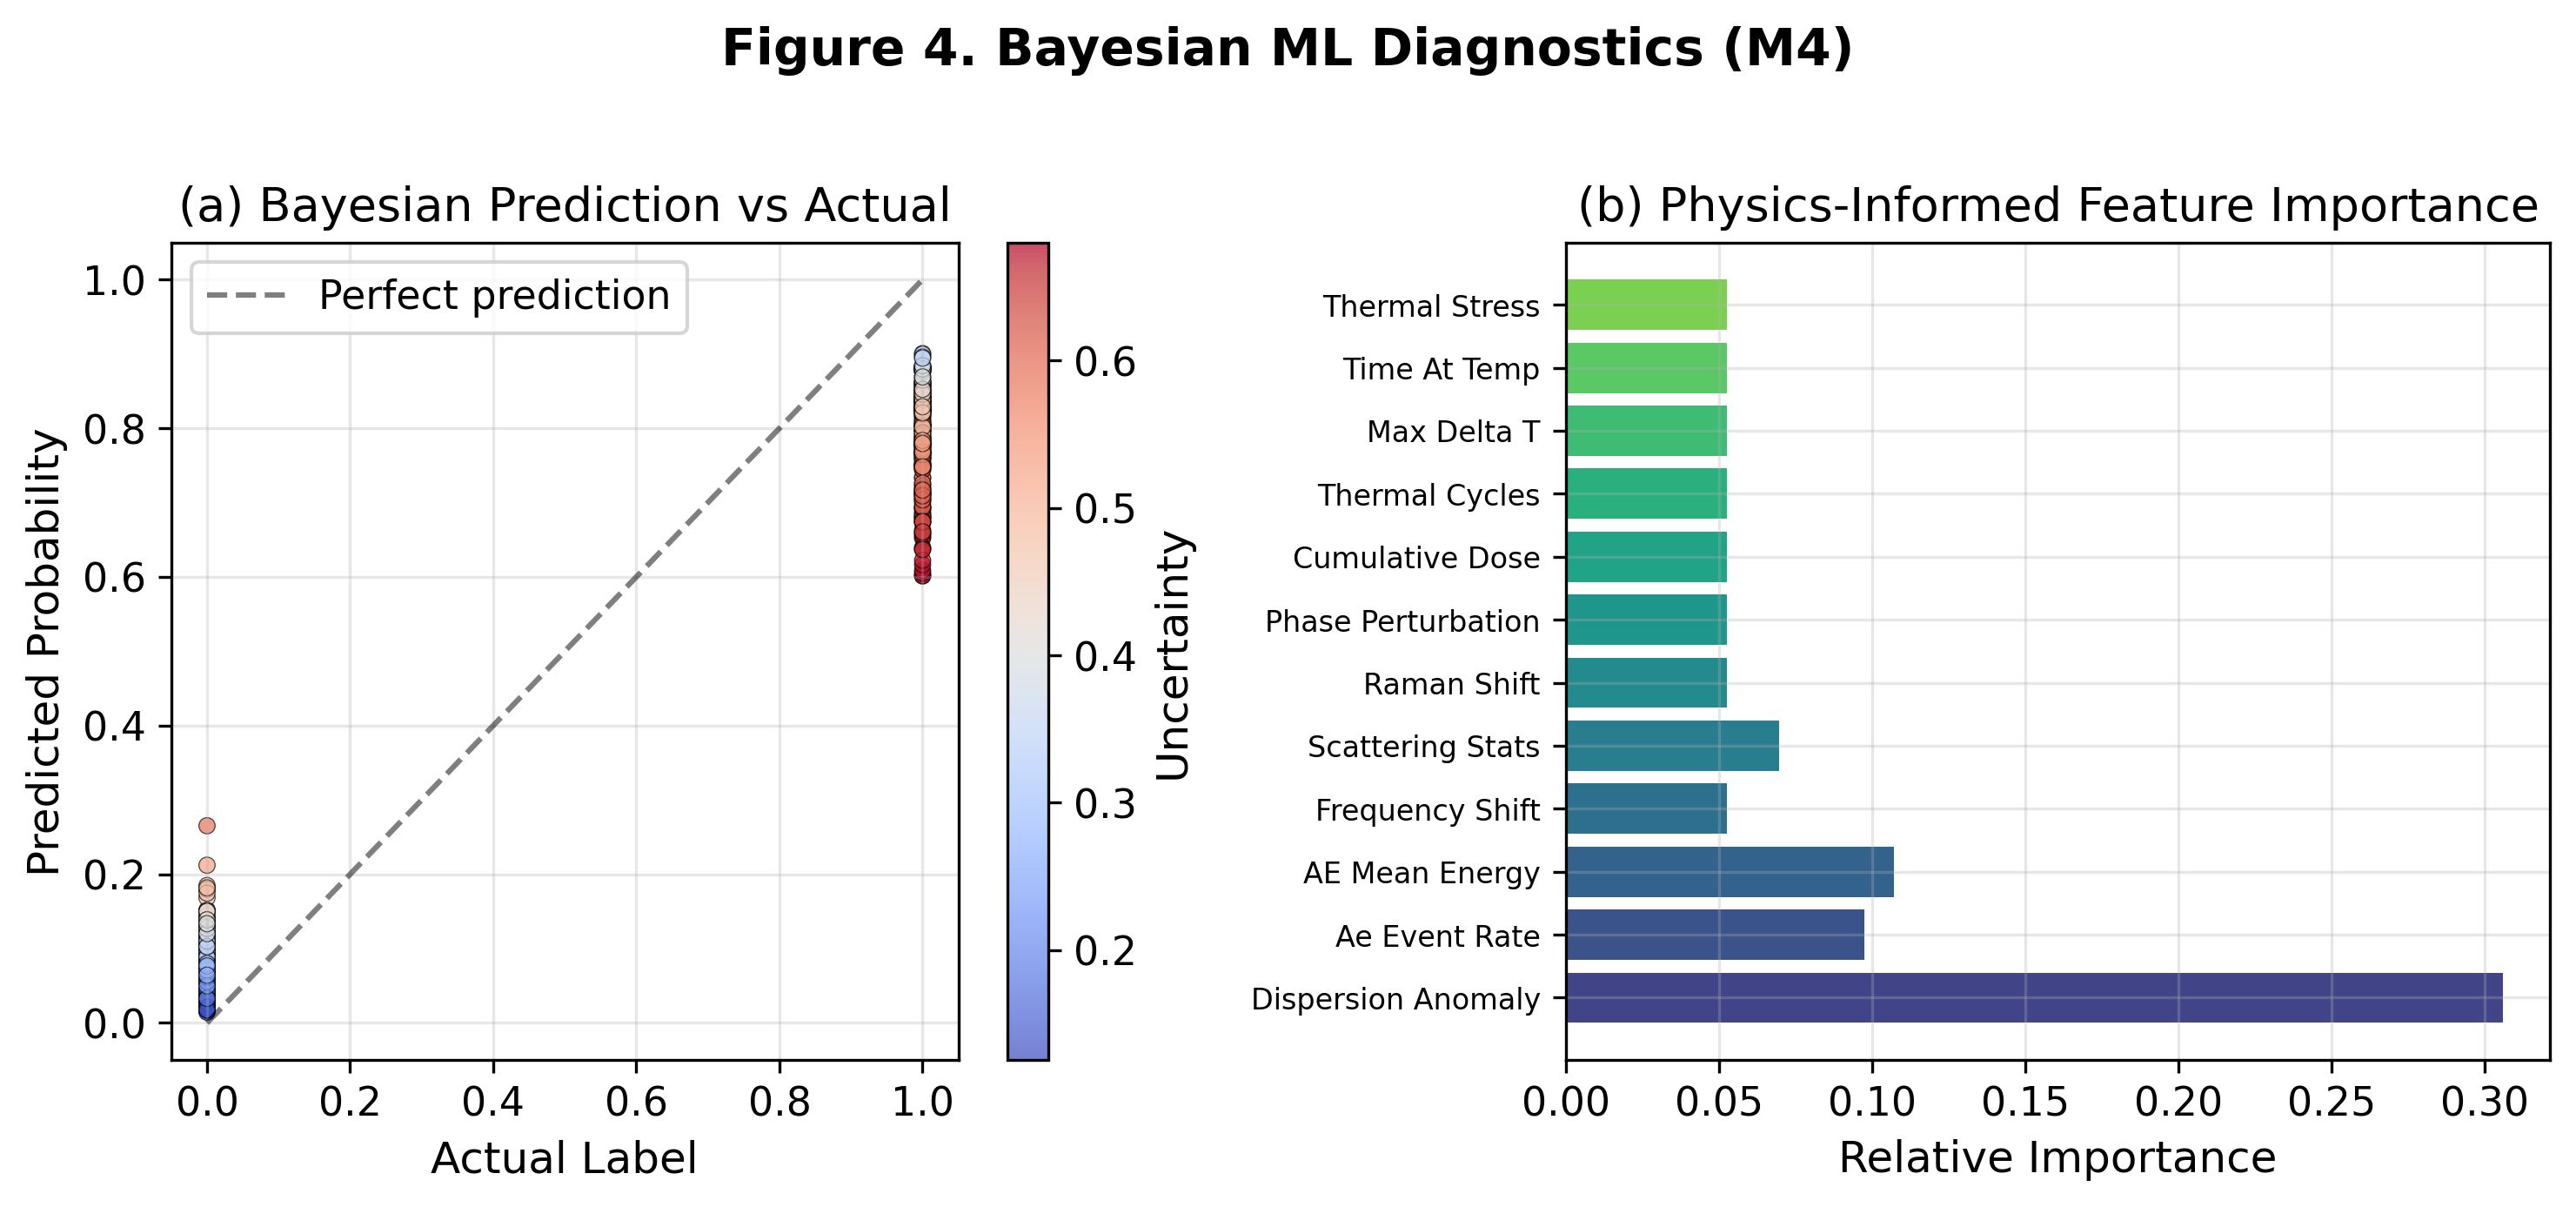 Figure 4. Bayesian ML Diagnostics (M4)
(a) Bayesian Prediction vs Actual
Perfect prediction
1.0
0.8
0.6
0.4
0.2
0.0
Predicted Probability
0.0 0.2 0.4 0.6 0.8 1.0
Actual Label
0.6
0.5
0.4
0.3
0.2
Uncertainty
(b) Physics-Informed Feature Importance
Thermal Stress
Time At Temp
Max Delta T
Thermal Cycles
Cumulative Dose
Phase Perturbation
Raman Shift
Scattering Stats
Frequency Shift
AE Mean Energy
Ae Event Rate
Dispersion Anomaly
0.00 0.05 0.10 0.15 0.20 0.25 0.30
Relative Importance